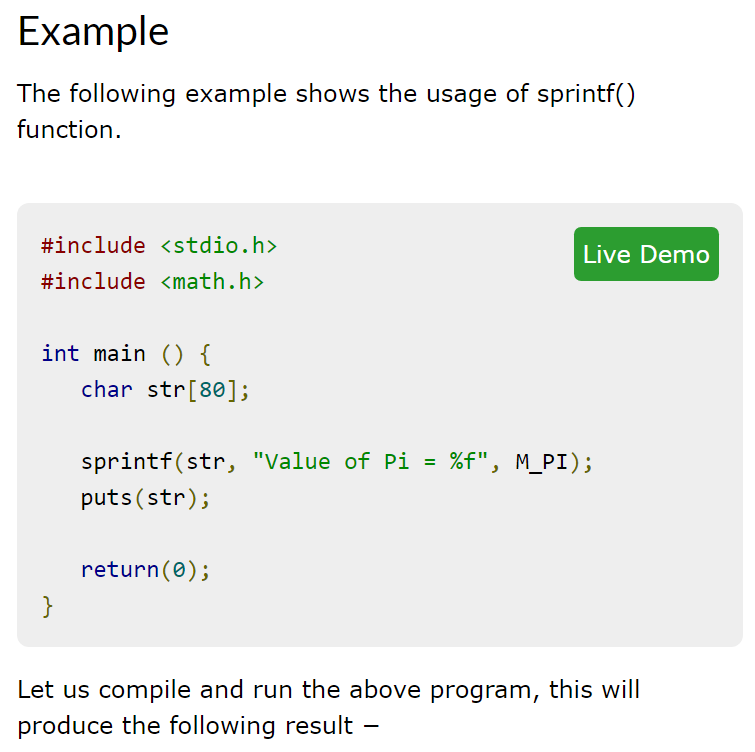 Example
The following example shows the usage of sprintf()
function.
#include <stdio.h>
Live Demo
#include <math.h>
int main () {
   char str[80];
   sprintf(str, "Value of Pi = %f", M_PI);
   puts(str);
   return(0);
}
Let us compile and run the above program, this will
produce the following result −